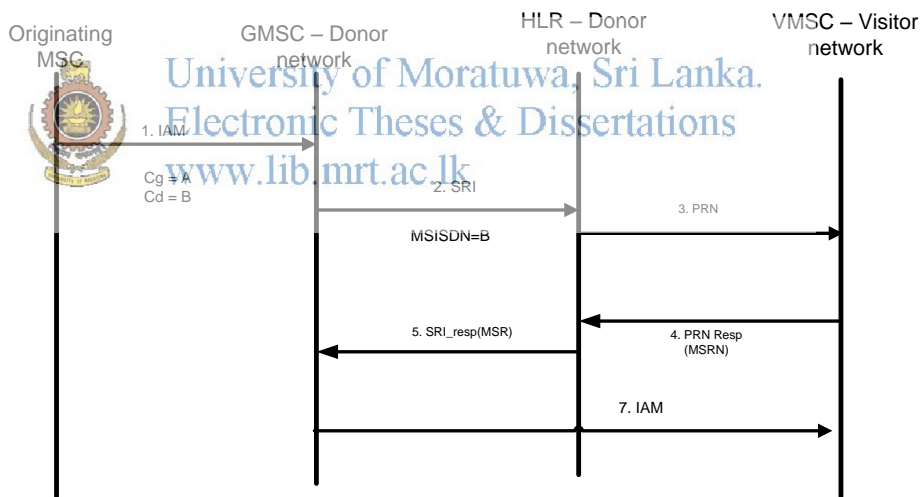 Originating
MSC
GMSC – Donor
network
HLR – Donor
network
VMSC – Visitor
network
University of Moratuwa, Sri Lanka.
Electronic Theses & Dissertations
www.lib.mrt.ac.lk
1. IAM
Cg = A
Cd = B
2. SRI
MSISDN=B
3. PRN
4. PRN Resp
(MSRN)
5. SRI_resp(MSR)
7. IAM